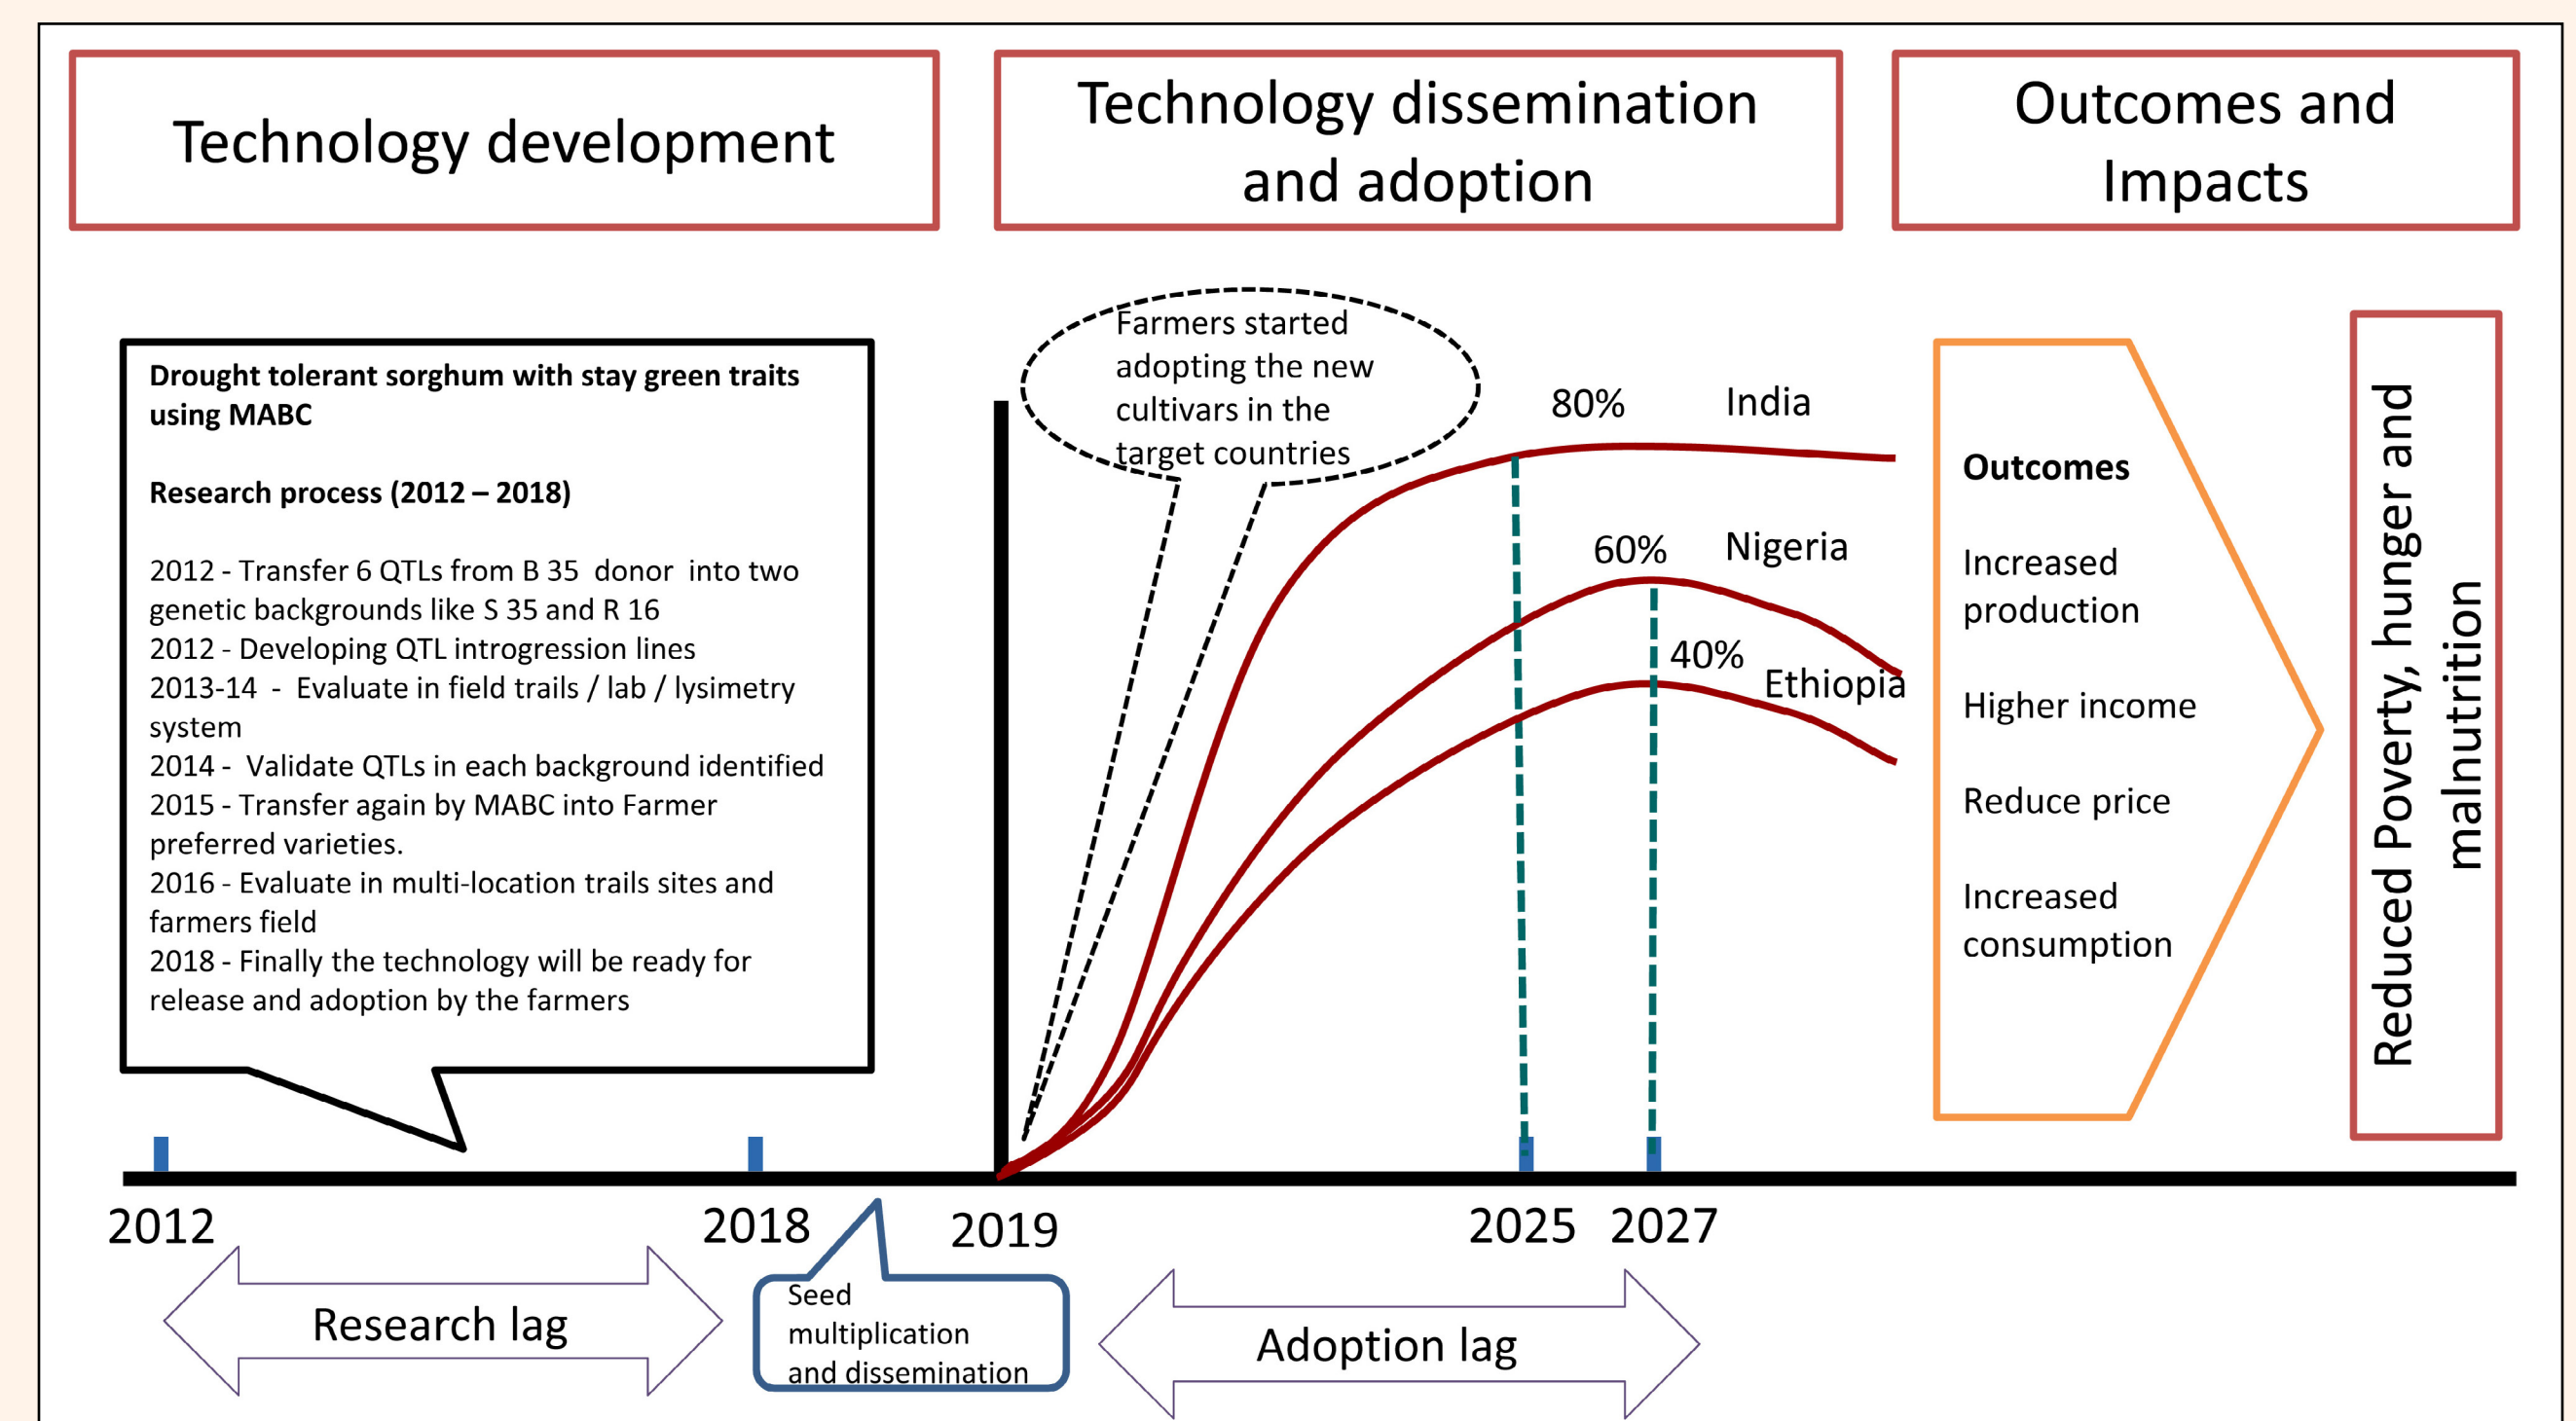 Technology development
Technology dissemination
and adoption
Outcomes and
Impacts
Drought tolerant sorghum with stay green traits
using MABC
Research process (2012 – 2018)
2012 - Transfer 6 QTLs from B 35 donor into two
genetic backgrounds like S 35 and R 16
2012 - Developing QTL introgression lines
2013-14 - Evaluate in field trails / lab / lysimetry
system
2014 - Validate QTLs in each background identified
2015 - Transfer again by MABC into Farmer
preferred varieties.
2016 - Evaluate in multi-location trails sites and
farmers field
2018 - Finally the technology will be ready for
release and adoption by the farmers
Farmers started
adopting the new
cultivars in the
target countries
80% India
60% Nigeria
40%
Ethiopia
Outcomes
Increased
production
Higher income
Reduce price
Increased
consumption
Reduced Poverty, hunger and
malnutrition
2012 2018 2019 2025 2027
Research lag
Seed
multiplication
and dissemination
Adoption lag